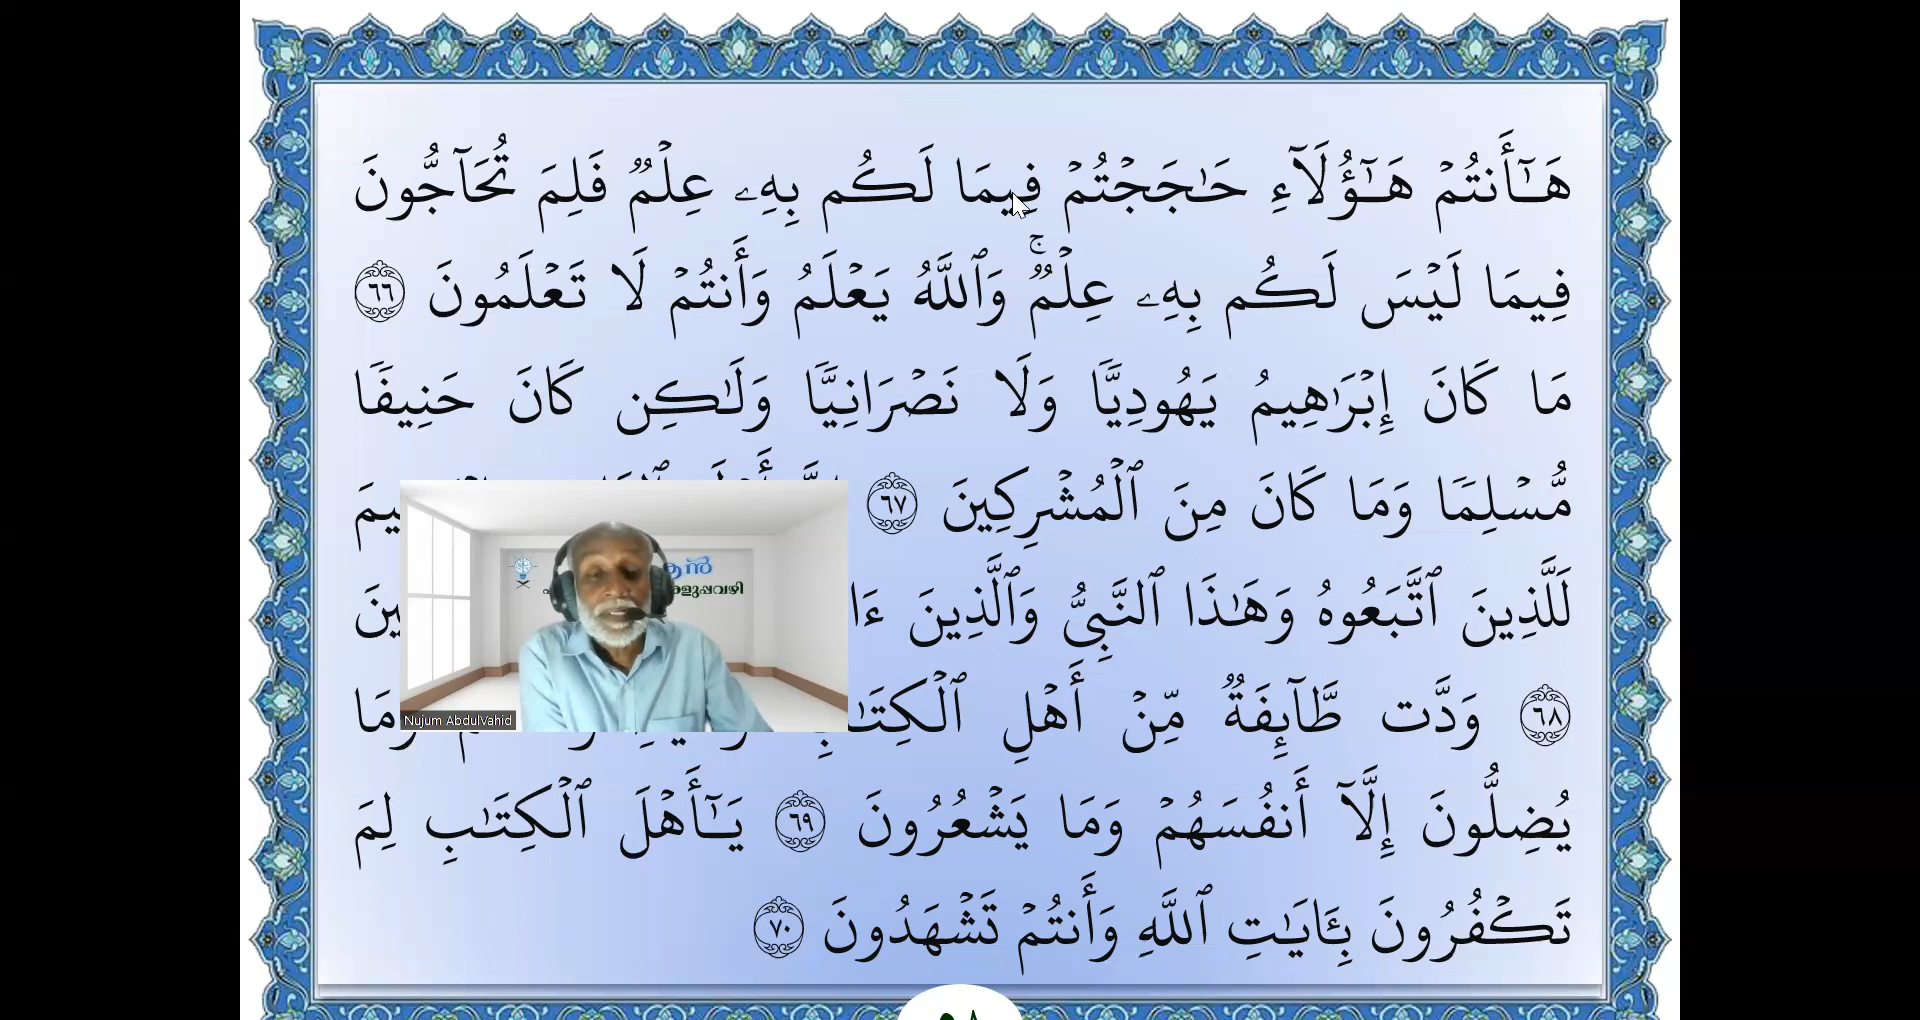 هَـٰٓأَنتُمۡ هَـٰٓؤُلَآءِ حَـٰجَجۡتُمۡ فِيمَا لَكُم بِهِۦ عِلۡمٌ فَلِمَ تُحَآجُّونَ
فِيمَا لَيۡسَ لَكُم بِهِۦ عِلۡمٌۚ وَٱللَّهُ يَعۡلَمُ وَأَنتُمۡ لَا تَعۡلَمُونَ ٦٦
مَا كَانَ إِبۡرَٰهِيمُ يَهُودِيًّا وَلَا نَصۡرَانِيًّا وَلَـٰكِن كَانَ حَنِيفًا
مُّسۡلِمًا وَمَا كَانَ مِنَ ٱلۡمُشۡرِكِينَ ٦٧
لَلَّذِينَ ٱتَّبَعُوهُ وَهَـٰذَا ٱلنَّبِيُّ وَٱلَّذِينَ
എളുപ്പവഴി
Nujum AbdulVahid
٦٨ وَدَّت طَّآئِفَةٌ مِّنۡ أَهۡلِ ٱلۡكِتَـٰبِ وَمَا
يُضِلُّونَ إِلَّآ أَنفُسَهُمۡ وَمَا يَشۡعُرُونَ ٦٩ يَـٰٓأَهۡلَ ٱلۡكِتَـٰبِ لِمَ
تَكۡفُرُونَ بِـَٔايَـٰتِ ٱللَّهِ وَأَنتُمۡ تَشۡهَدُونَ ٧٠